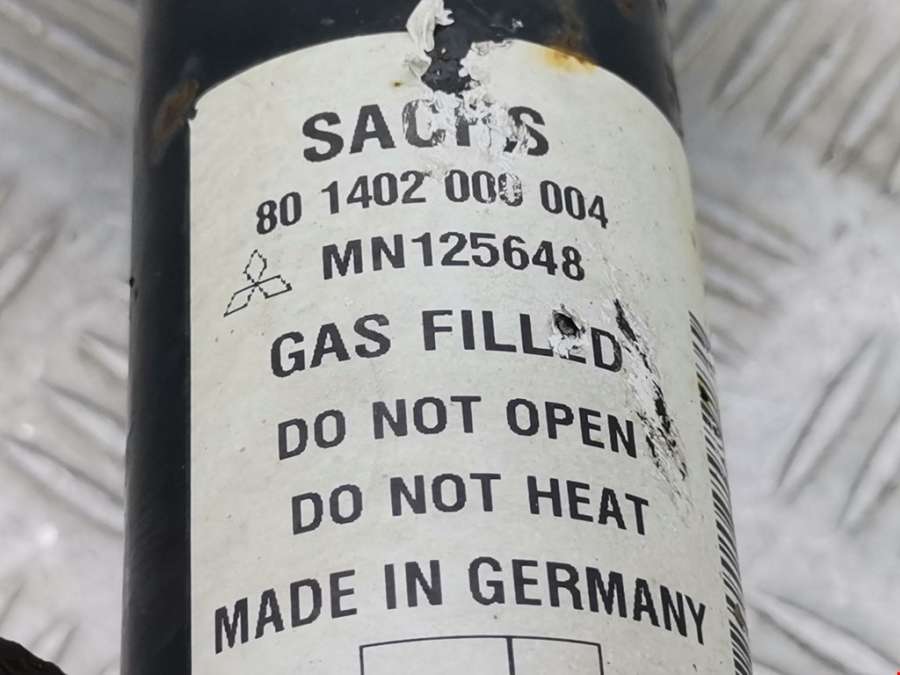 SACHS
80 1402 000 004
MN125648
GAS FILLED
DO NOT OPEN
DO NOT HEAT
MADE IN GERMANY